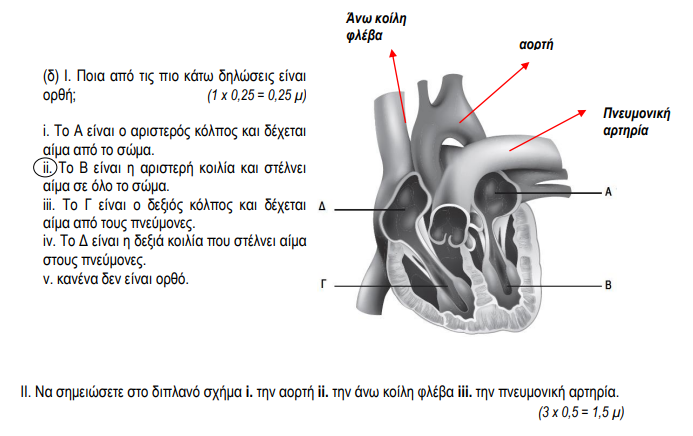 Άνω κοίλη
φλέβα
αορτή
Πνευμονική
αρτηρία
(δ) Ι. Ποια από τις πιο κάτω δηλώσεις είναι
ορθή; (1 x 0,25 = 0,25 μ)
i. Το Α είναι ο αριστερός κόλπος και δέχεται
αίμα από το σώμα.
ii. Το Β είναι η αριστερή κοιλία και στέλνει
αίμα σε όλο το σώμα.
iii. Το Γ είναι ο δεξιός κόλπος και δέχεται
αίμα από τους πνεύμονες.
iv. Το Δ είναι η δεξιά κοιλία που στέλνει αίμα
στους πνεύμονες.
v. κανένα δεν είναι ορθό.
Α
Δ
Γ
Β
ΙΙ. Να σημειώσετε στο διπλανό σχήμα i. την αορτή ii. την άνω κοίλη φλέβα iii. την πνευμονική αρτηρία.
(3 x 0,5 = 1,5 μ)